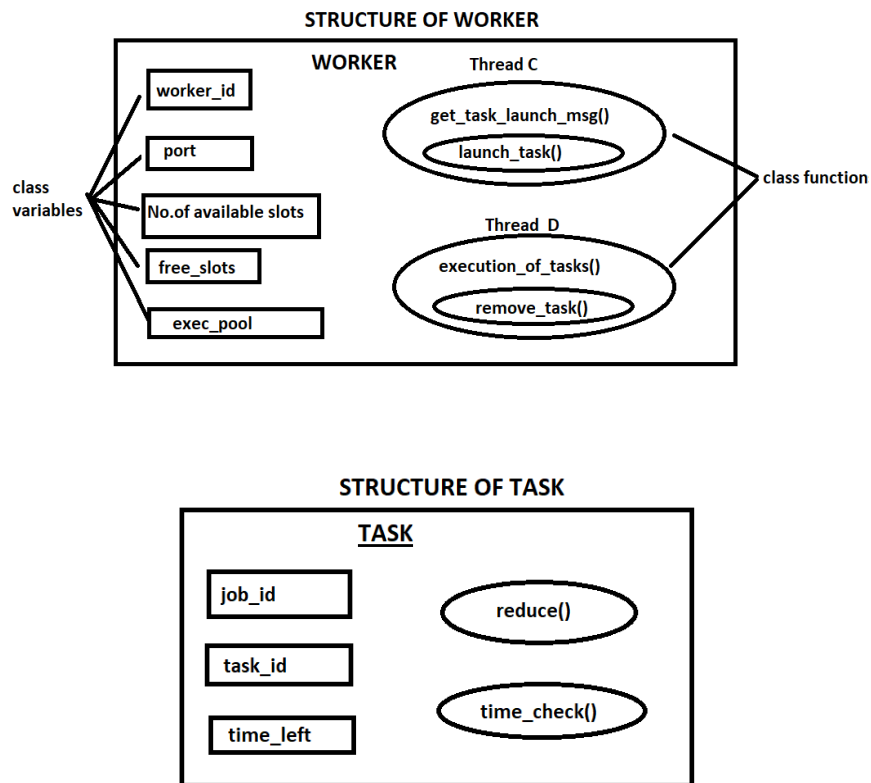 STRUCTURE OF WORKER
WORKER
Thread C
worker_id
get_task_launch_msg()
port
launch_task()
class
variables
class function
No.of available slots
Thread  D
free_slots
execution_of_tasks()
exec_pool
remove_task()
STRUCTURE OF TASK
TASK
job_id
reduce()
task_id
time_left
time_check()